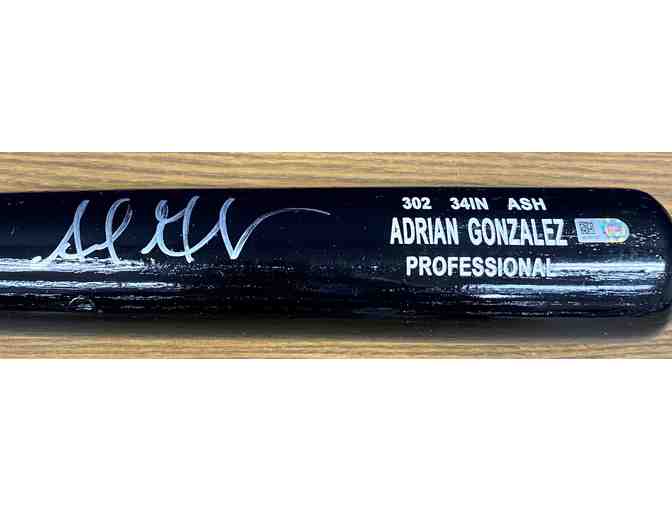 302 34IN ASH
ADRIAN GONZALEZ
PROFESSIONAL